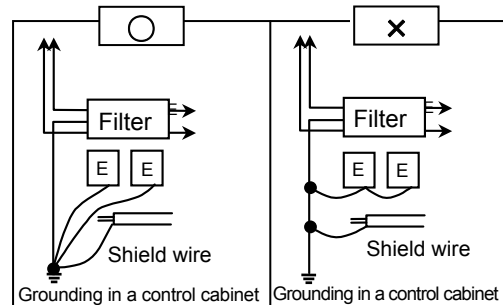 Filter
E E
Shield wire
Grounding in a control cabinet
Filter
E E
Shield wire
Grounding in a control cabinet